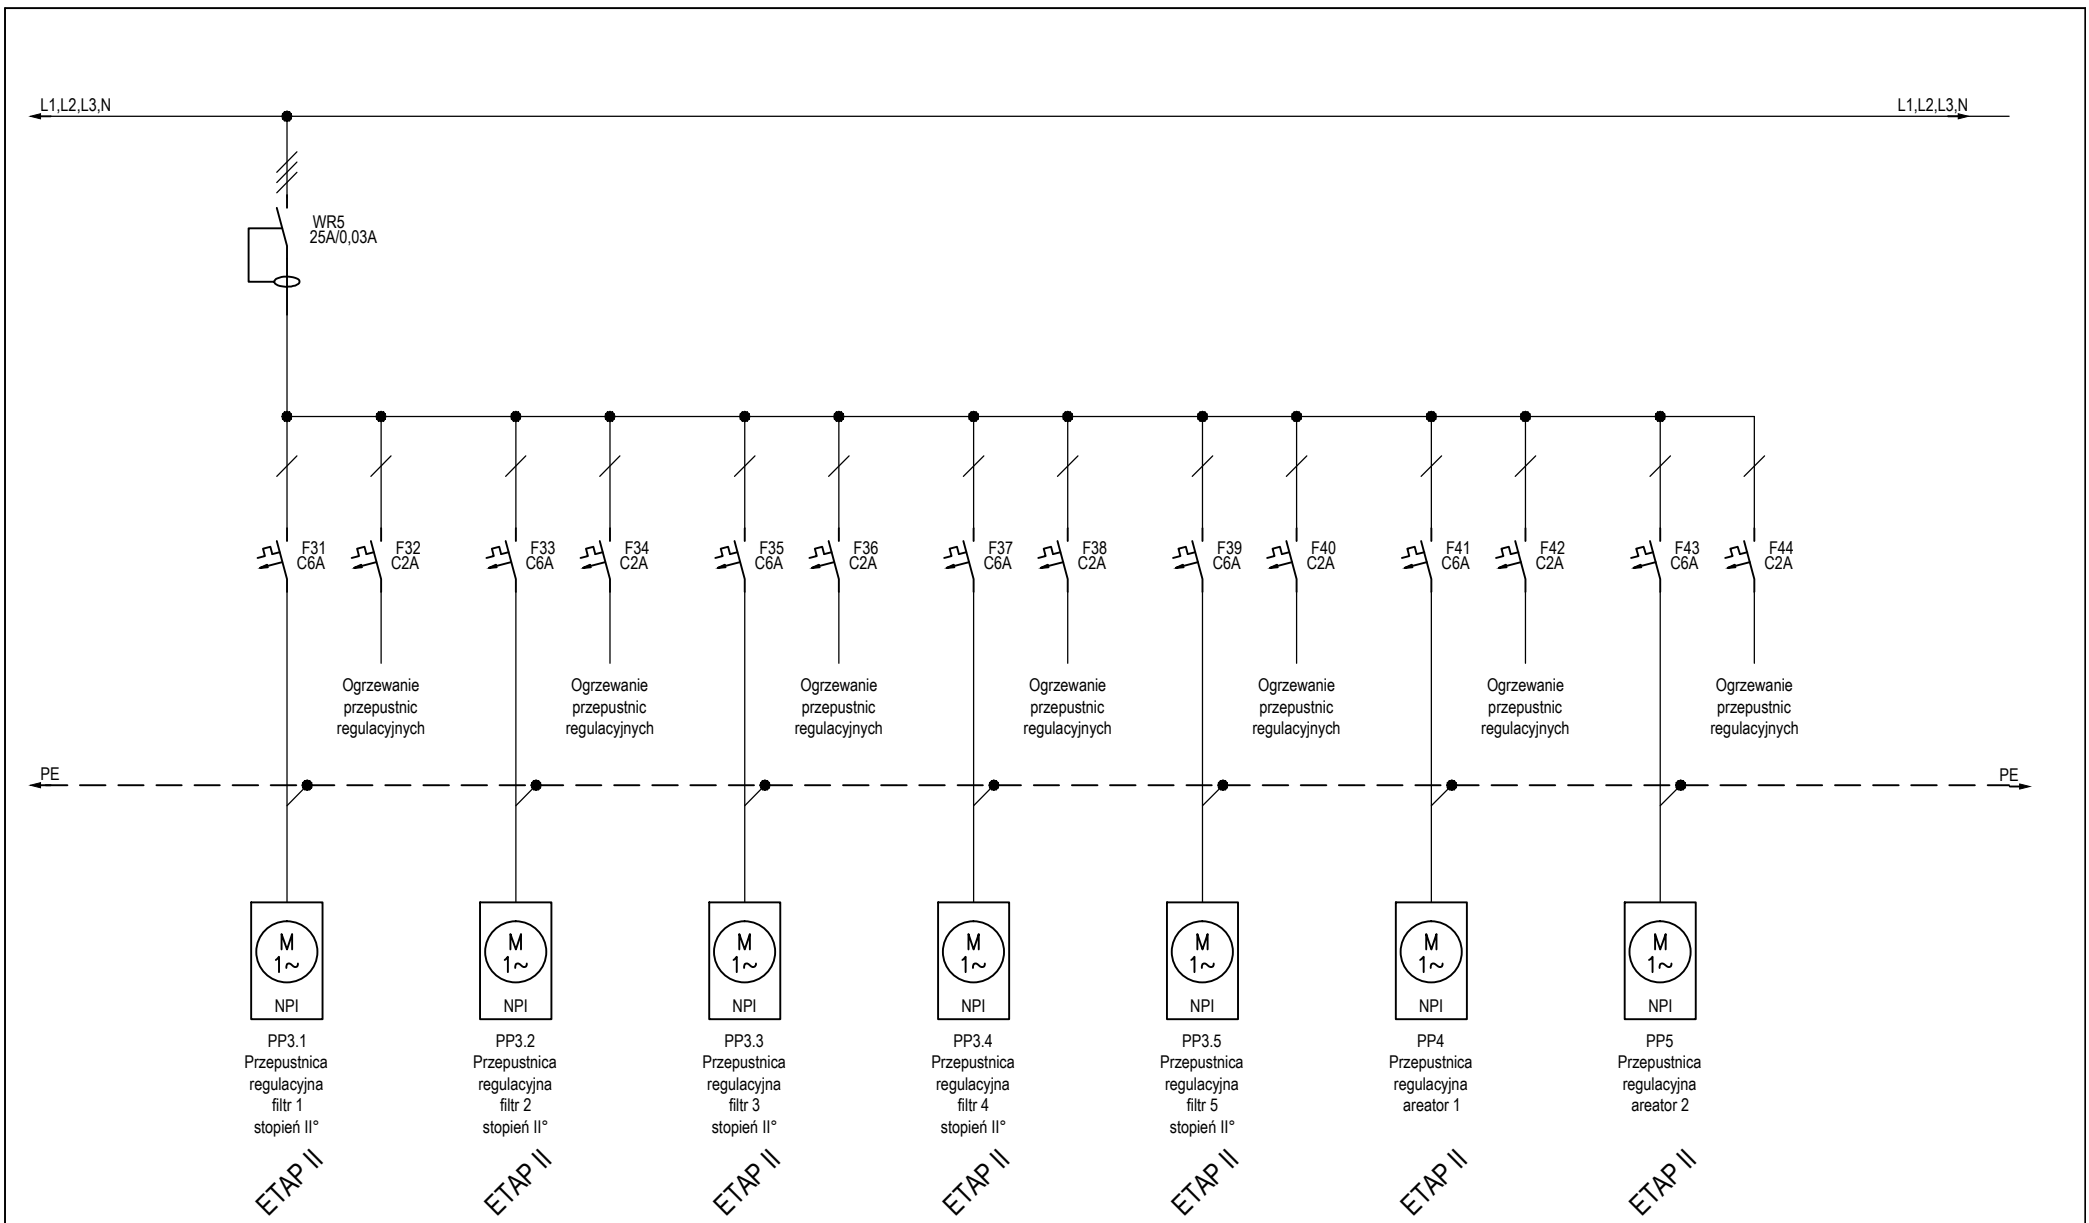 L1,L2,L3,N
L1,L2,L3,N
WR5
25A/0,03A
F31
C6A
F32
C2A
F33
C6A
F34
C2A
F35
C6A
F36
C2A
F37
C6A
F38
C2A
F39
C6A
F40
C2A
F41
C6A
F42
C2A
F43
C6A
F44
C2A
Ogrzewanie
przepustnic
regulacyjnych
Ogrzewanie
przepustnic
regulacyjnych
Ogrzewanie
przepustnic
regulacyjnych
Ogrzewanie
przepustnic
regulacyjnych
Ogrzewanie
przepustnic
regulacyjnych
Ogrzewanie
przepustnic
regulacyjnych
Ogrzewanie
przepustnic
regulacyjnych
PE
PE
M
1~
NPI
PP3.1
Przepustnica
regulacyjna
filtr 1
stopień II°
ETAP II
M
1~
NPI
PP3.2
Przepustnica
regulacyjna
filtr 2
stopień II°
ETAP II
M
1~
NPI
PP3.3
Przepustnica
regulacyjna
filtr 3
stopień II°
ETAP II
M
1~
NPI
PP3.4
Przepustnica
regulacyjna
filtr 4
stopień II°
ETAP II
M
1~
NPI
PP3.5
Przepustnica
regulacyjna
filtr 5
stopień II°
ETAP II
M
1~
NPI
PP4
Przepustnica
regulacyjna
areator 1
ETAP II
M
1~
NPI
PP5
Przepustnica
regulacyjna
areator 2
ETAP II